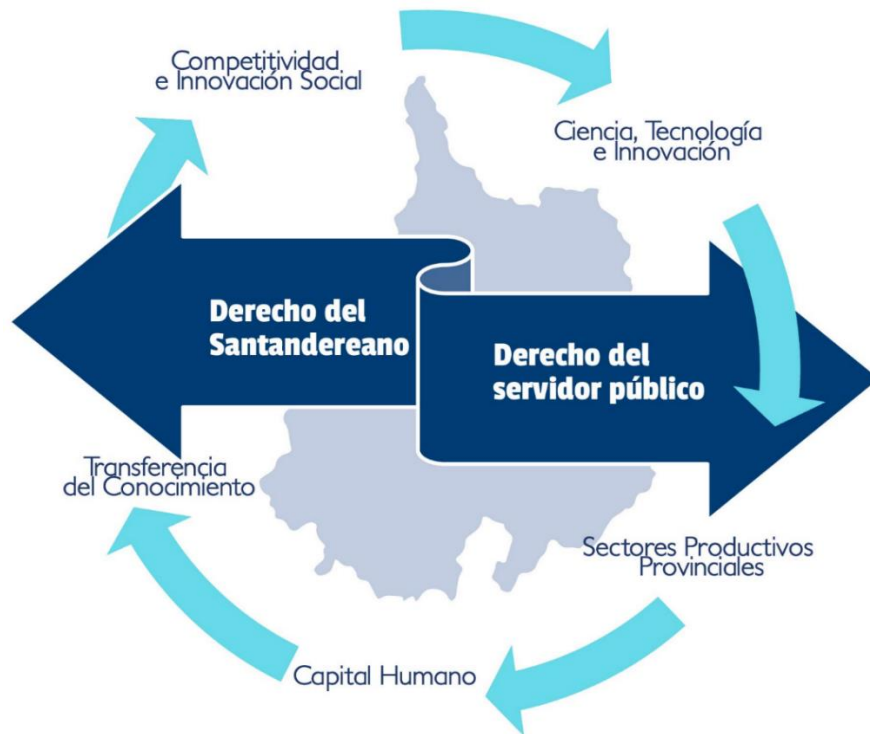 Competitividad
e Innovación Social
Ciencia, Tecnología
e Innovación
Derecho del
Santandereano
Derecho del
servidor público
Transferencia
del Conocimiento
Sectores Productivos
Provinciales
Capital Humano